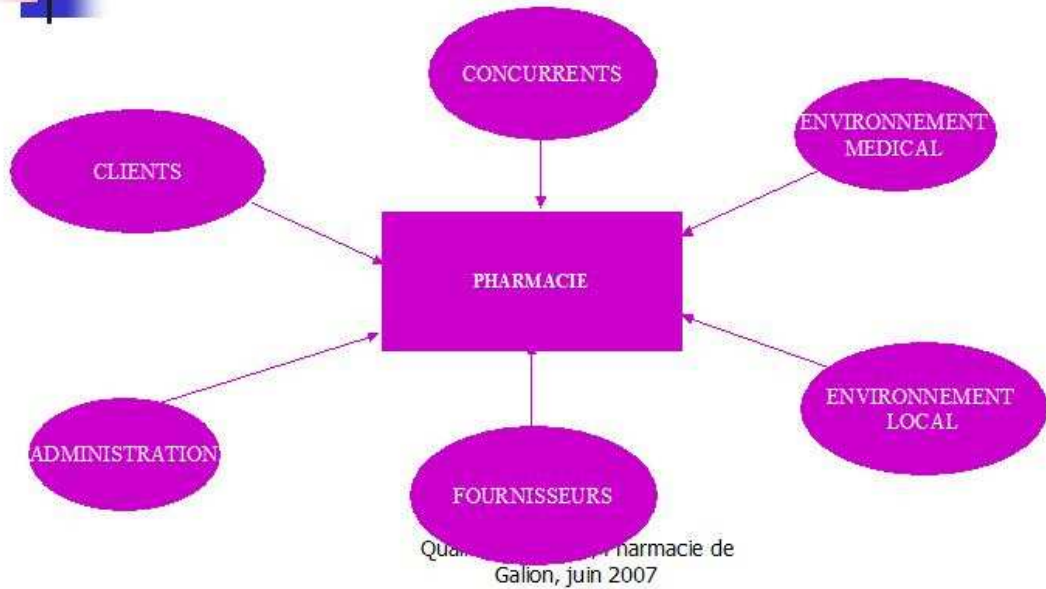 CONCURRENTS
ENVIRONNEMENT
MEDICAL
CLIENTS
PHARMACIE
ENVIRONNEMENT
LOCAL
ADMINISTRATION
FOURNISSEURS
harmacie de
Galion, juin 2007